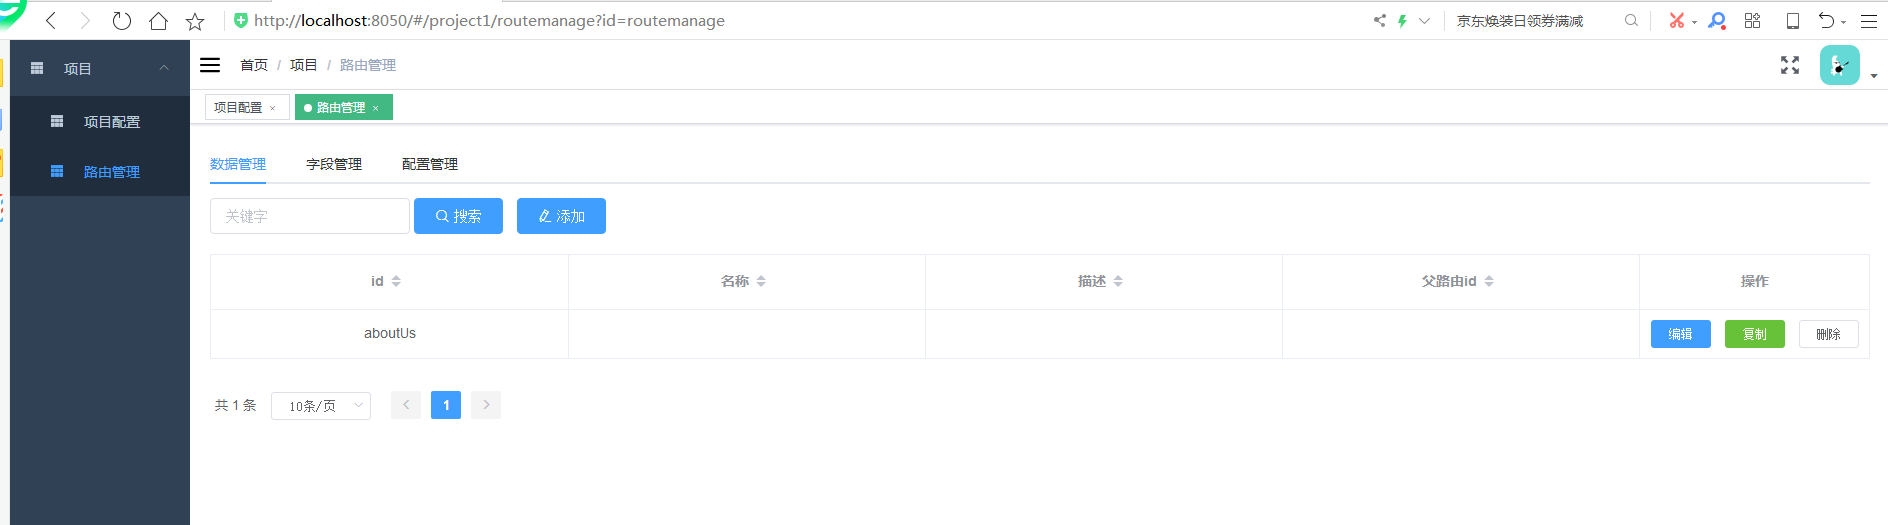 http://localhost:8050/#/project1/routemanage?id=routemanage
京东焕装日领券满减
项目
首页 / 项目 / 路由管理
项目配置 ×
路由管理 ×
项目配置
路由管理
数据管理 字段管理 配置管理
关键字 搜索 添加
id 名称 描述 父路由id 操作
aboutUs 编辑 复制 删除
共 1 条 10条/页 1